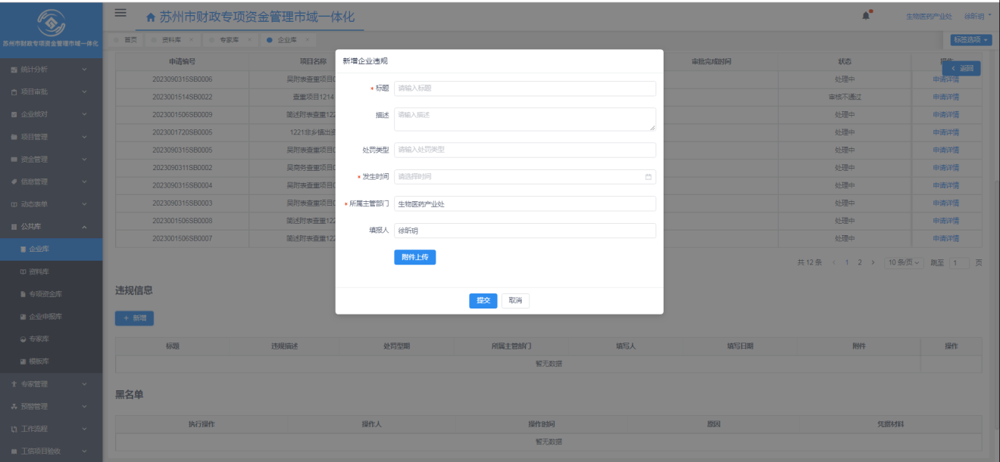 苏州市财政专项资金管理市域一体化
苏州市财政专项资金管理市域一体化
生物医药产业处 徐昕玥
首页 资料库 × 专家库 × 企业库 ×
标签选项
统计分析
项目审批
企业核对
项目管理
资金管理
信息管理
动态表单
公共库
企业库
资料库
专项资金库
企业申报库
专家库
模板库
专家管理
预警管理
工作流程
工信项目验收
申请编号 项目名称 审批完成时间 状态 操作
返回
2023090315SB0006 吴附表查重项目 处理中 申请详情
2023001514SB0022 查重项目1214 审核不通过 申请详情
2023001506SB0009 简述附表查重122 处理中 申请详情
2023001720SB0005 1221非乡镇出资 处理中 申请详情
2023090315SB0005 吴附表查重项目 处理中 申请详情
2023090311SB0002 吴商务查重项目 处理中 申请详情
2023090315SB0004 吴附表查重项目 处理中 申请详情
2023090315SB0003 吴附表查重项目 处理中 申请详情
2023001506SB0008 简述附表查重122 处理中 申请详情
2023001506SB0007 简述附表查重122 处理中 申请详情
共 12 条 < 1 2 > 10 条/页 跳至 1 页
新增企业违规
* 标题 请输入标题
描述 请输入描述
处罚类型 请输入处罚类型
* 发生时间 请选择时间
* 所属主管部门 生物医药产业处
填报人 徐昕玥
附件上传
提交 取消
违规信息
+ 新增
标题 违规描述 处罚型期 所属主管部门 填写人 填写日期 附件 操作
暂无数据
黑名单
执行操作 操作人 操作时间 原因 凭据材料
暂无数据